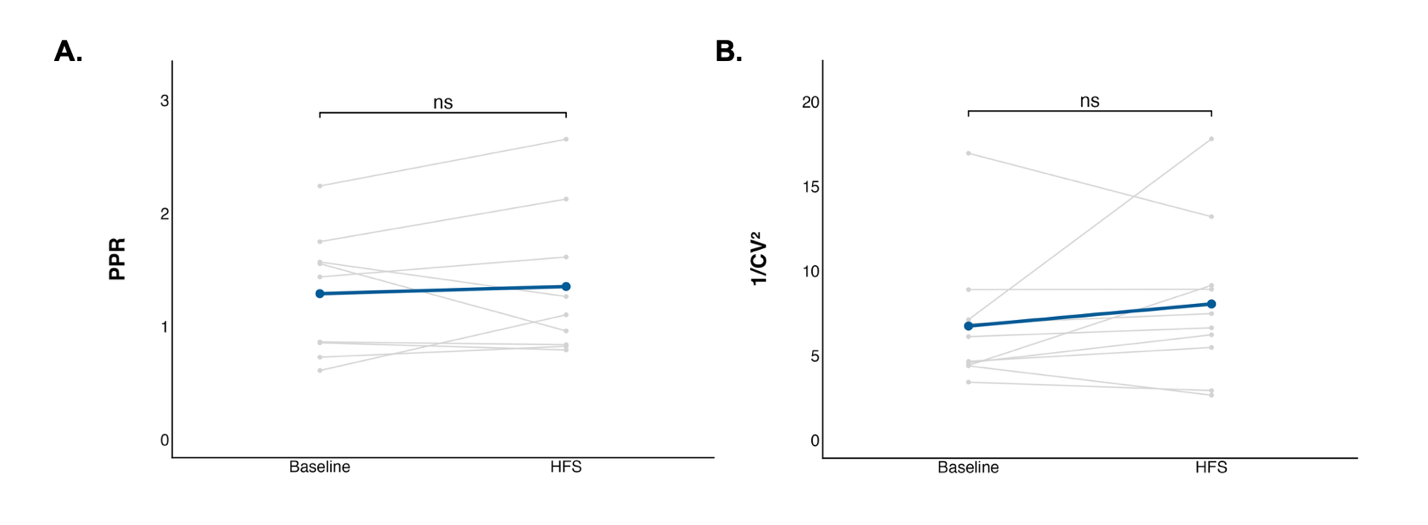 A.
PPR
3
2
1
0
ns
Baseline HFS
B.
1/CV²
20
15
10
5
0
ns
Baseline HFS